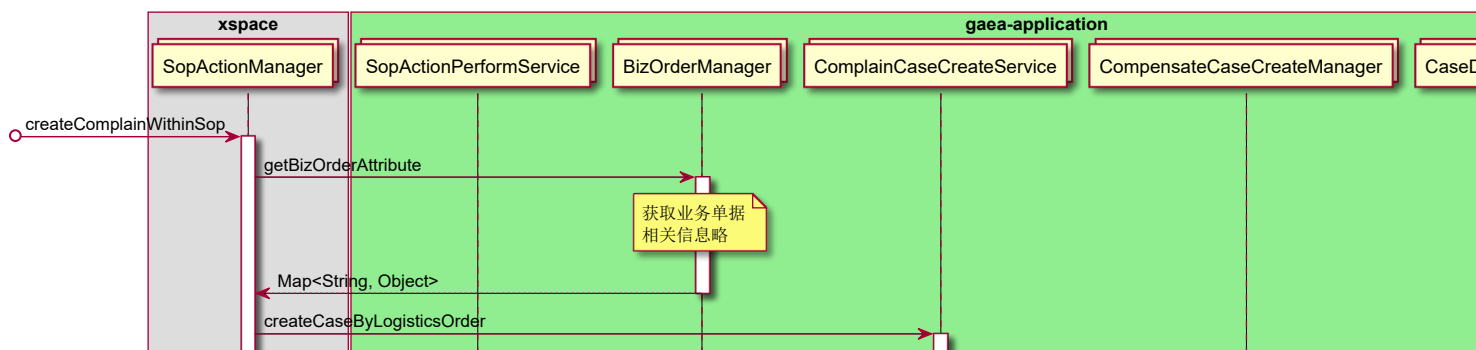 xspace
gaea-application
SopActionManager
SopActionPerformService
BizOrderManager
ComplainCaseCreateService
CompensateCaseCreateManager
CaseD
createComplainWithinSop
getBizOrderAttribute
获取业务单据
相关信息略
Map<String, Object>
createCaseByLogisticsOrder